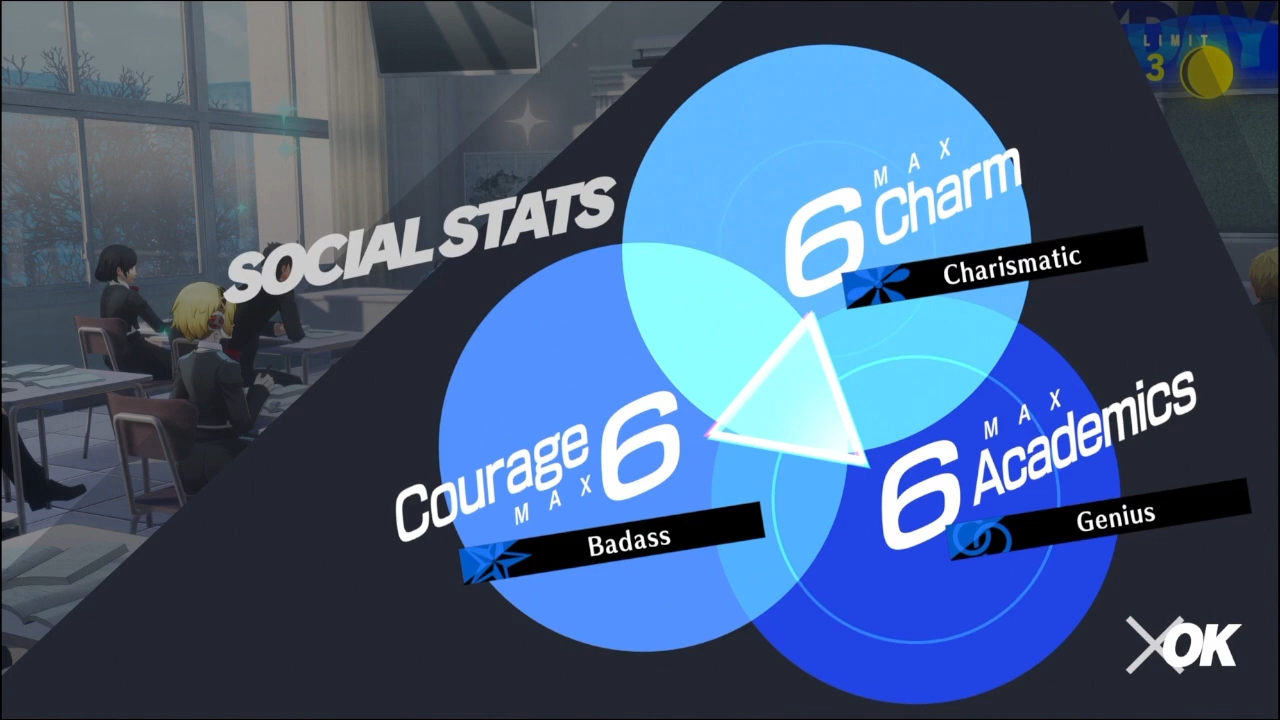 LIMIT
3
SOCIAL STATS
MAX
6 Charm
Charismatic
Courage 6
MAX
Badass
MAX
6 Academics
Genius
OK